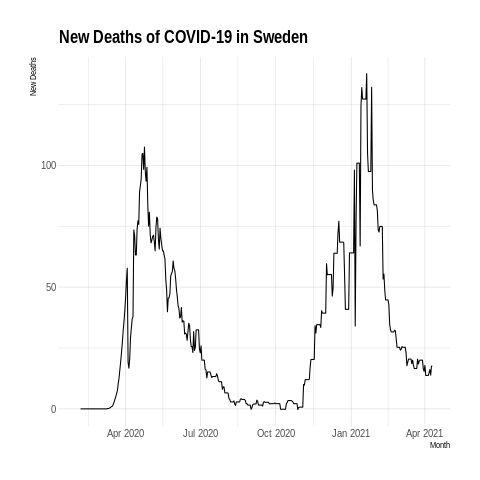 New Deaths of COVID-19 in Sweden
New Deaths
100
50
0
Apr 2020 Jul 2020 Oct 2020 Jan 2021 Apr 2021
Month